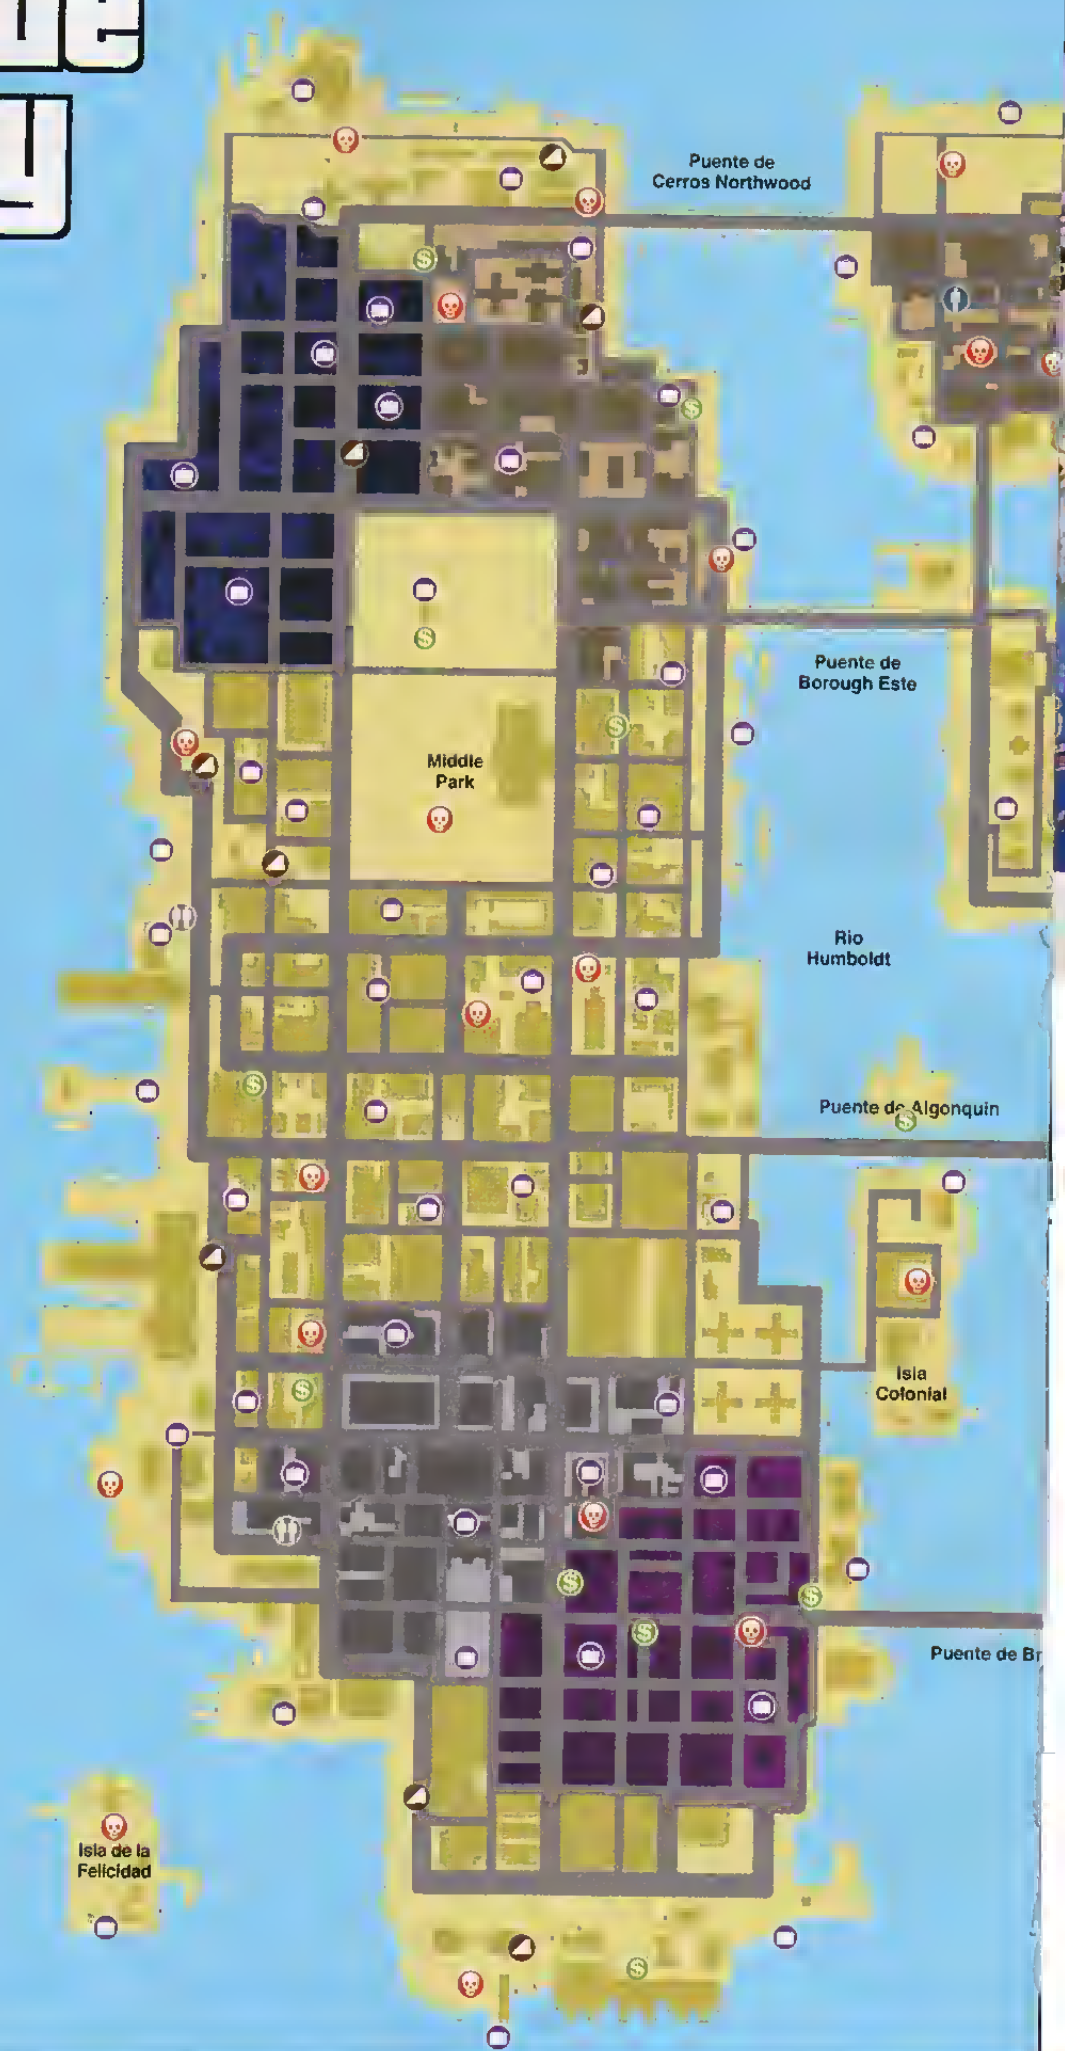 Puente de
Cerros Northwood
Puente de
Borough Este
Middle
Park
Rio
Humboldt
Puente de Algonquin
Isla
Colonial
Puente de Br
Isla de la
Felicidad